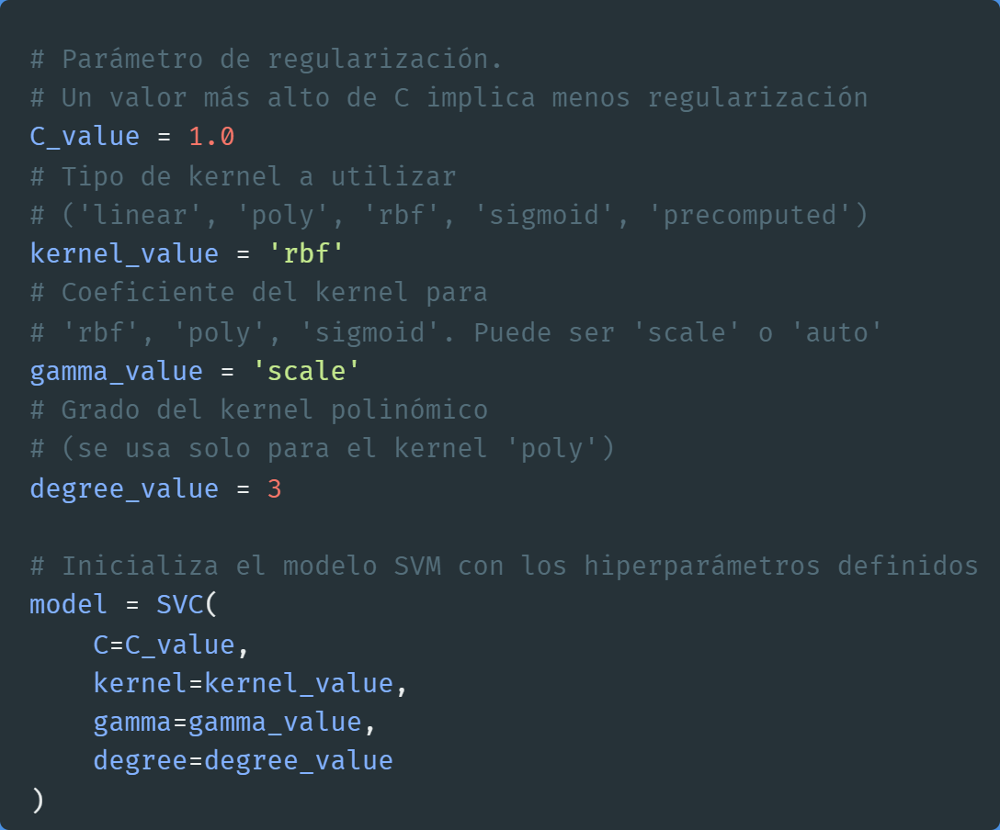 # Parámetro de regularización.
# Un valor más alto de C implica menos regularización
C_value = 1.0
# Tipo de kernel a utilizar
# ('linear', 'poly', 'rbf', 'sigmoid', 'precomputed')
kernel_value = 'rbf'
# Coeficiente del kernel para
# 'rbf', 'poly', 'sigmoid'. Puede ser 'scale' o 'auto'
gamma_value = 'scale'
# Grado del kernel polinómico
# (se usa solo para el kernel 'poly')
degree_value = 3

# Inicializa el modelo SVM con los hiperparámetros definidos
model = SVC(
    C=C_value,
    kernel=kernel_value,
    gamma=gamma_value,
    degree=degree_value
)